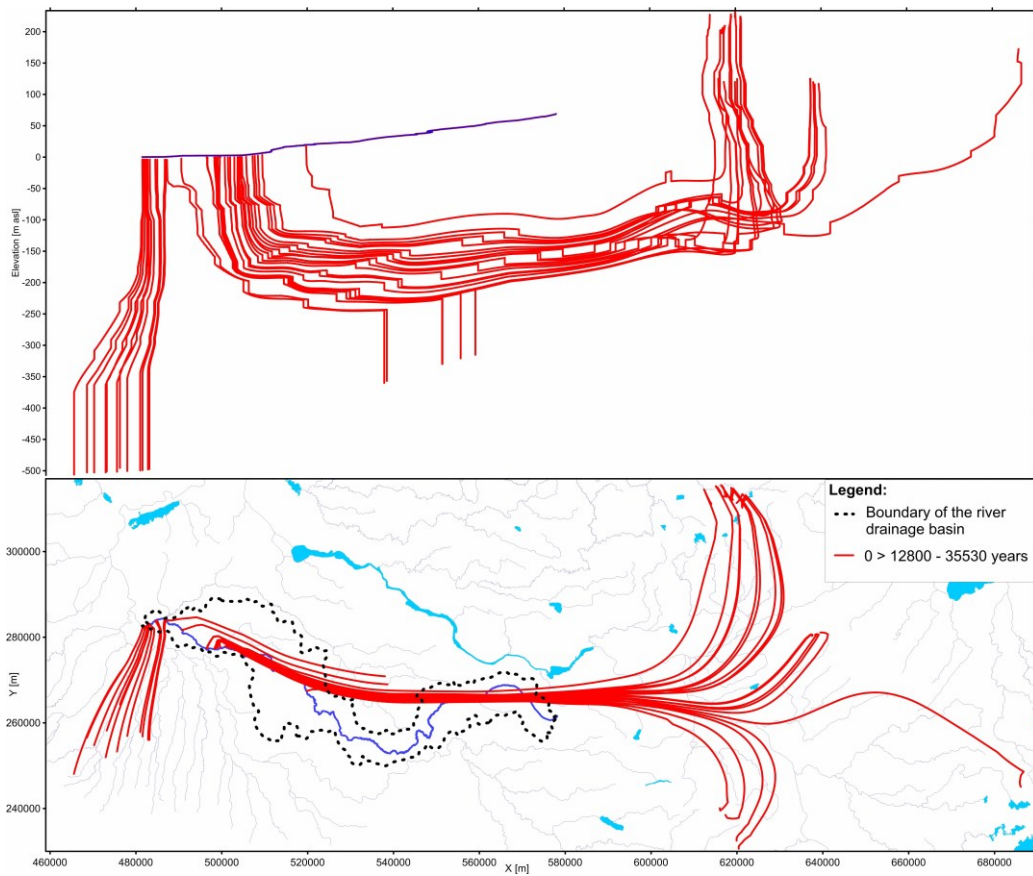 200
150
100
50
0
-50
-100
-150
-200
-250
-300
-350
-400
-450
-500
Elevation [m asl]
Legend:
Boundary of the river
drainage basin
0 > 12800 - 35530 years
300000
280000
260000
240000
Y [m]
460000 480000 500000 520000 540000 560000 580000 600000 620000 640000 660000 680000
X [m]